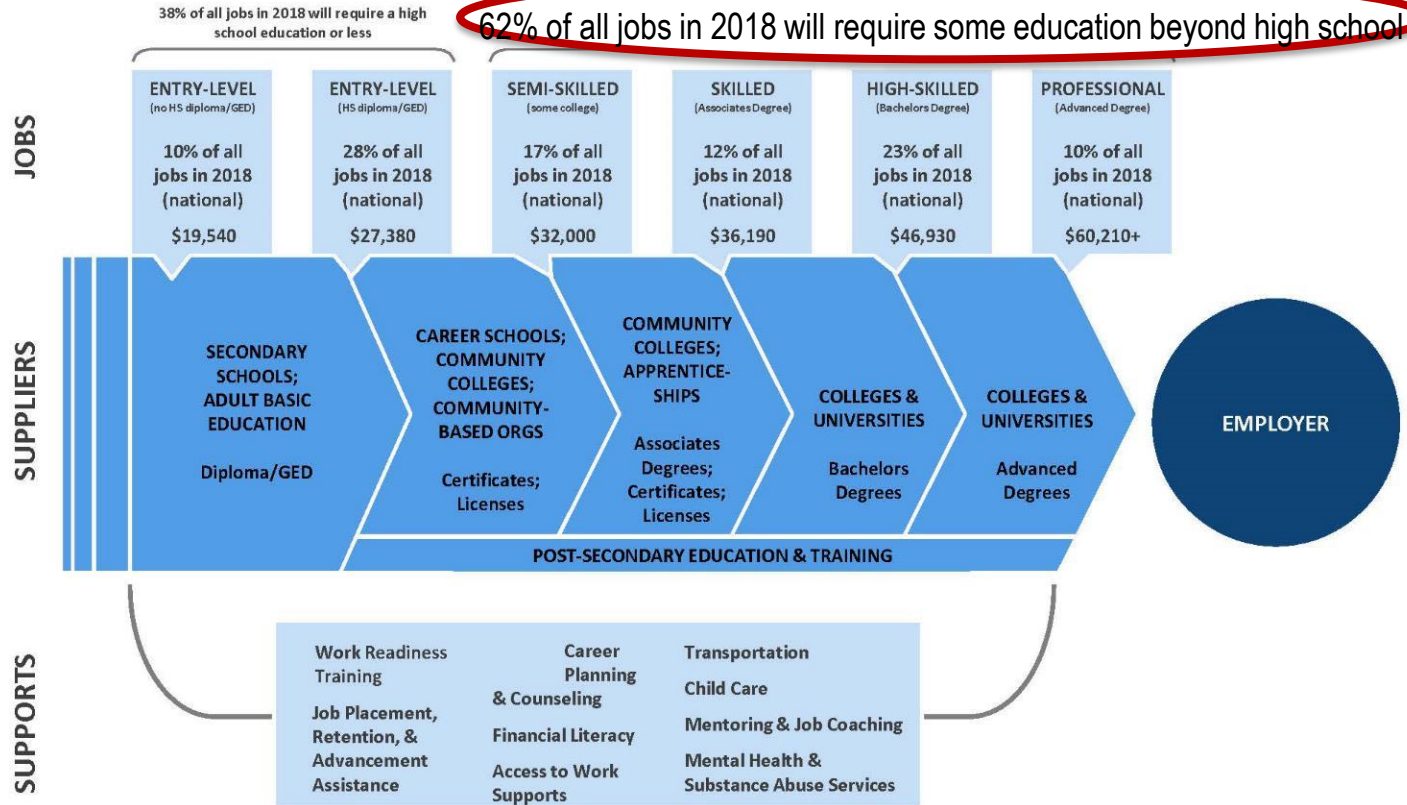 38% of all jobs in 2018 will require a high
school education or less
62% of all jobs in 2018 will require some education beyond high school
JOBS
ENTRY-LEVEL
(no HS diploma/GED)
10% of all
jobs in 2018
(national)
$19,540
ENTRY-LEVEL
(HS diploma/GED)
28% of all
jobs in 2018
(national)
$27,380
SEMI-SKILLED
(some college)
17% of all
jobs in 2018
(national)
$32,000
SKILLED
(Associates Degree)
12% of all
jobs in 2018
(national)
$36,190
HIGH-SKILLED
(Bachelors Degree)
23% of all
jobs in 2018
(national)
$46,930
PROFESSIONAL
(Advanced Degree)
10% of all
jobs in 2018
(national)
$60,210+
SUPPLIERS
SECONDARY
SCHOOLS;
ADULT BASIC
EDUCATION
Diploma/GED
CAREER SCHOOLS;
COMMUNITY
COLLEGES;
COMMUNITY-
BASED ORGS
Certificates;
Licenses
COMMUNITY
COLLEGES;
APPRENTICE-
SHIPS
Associates
Degrees;
Certificates;
Licenses
COLLEGES &
UNIVERSITIES
Bachelors
Degrees
COLLEGES &
UNIVERSITIES
Advanced
Degrees
EMPLOYER
POST-SECONDARY EDUCATION & TRAINING
SUPPORTS
Work Readiness
Training
Job Placement,
Retention, &
Advancement
Assistance
Career
Planning
& Counseling
Financial Literacy
Access to Work
Supports
Transportation
Child Care
Mentoring & Job Coaching
Mental Health &
Substance Abuse Services